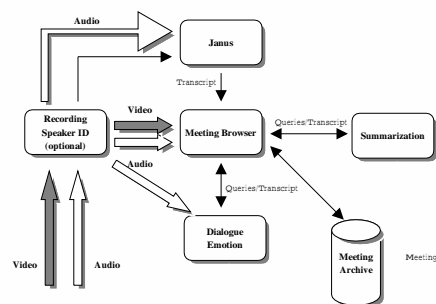 Audio
Janus
Transcript
Video
Recording
Speaker ID
(optional)
Meeting Browser
Queries/Transcript
Summarization
Audio
Queries/Transcript
Dialogue
Emotion
Video
Audio
Meeting
Archive
Meeting